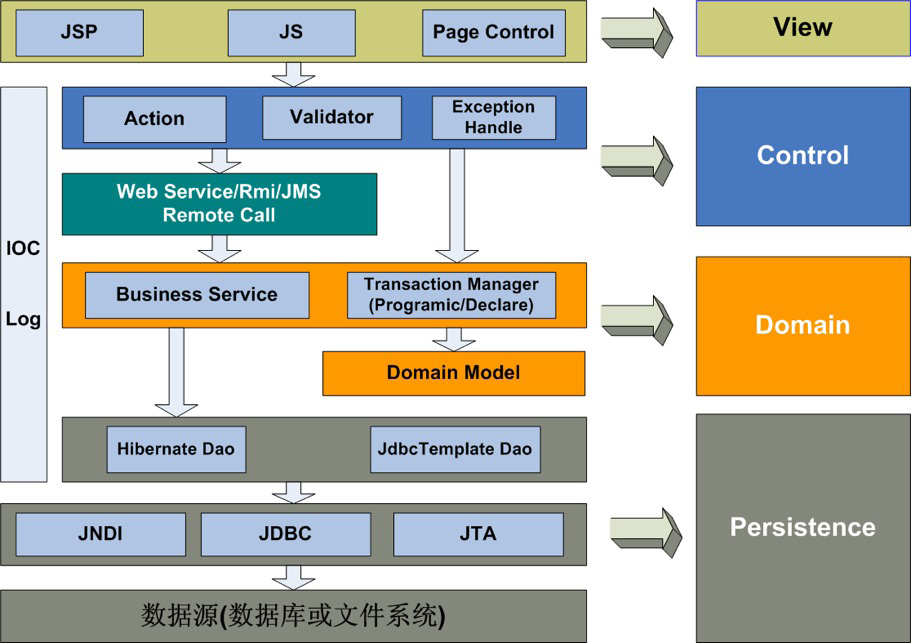 JSP
JS
Page Control
View
Action
Validator
Exception
Handle
Control
Web Service/Rmi/JMS
Remote Call
IOC
Log
Business Service
Transaction Manager
(Programic/Declare)
Domain
Domain Model
Hibernate Dao
JdbcTemplate Dao
JNDI
JDBC
JTA
Persistence
数据源(数据库或文件系统)